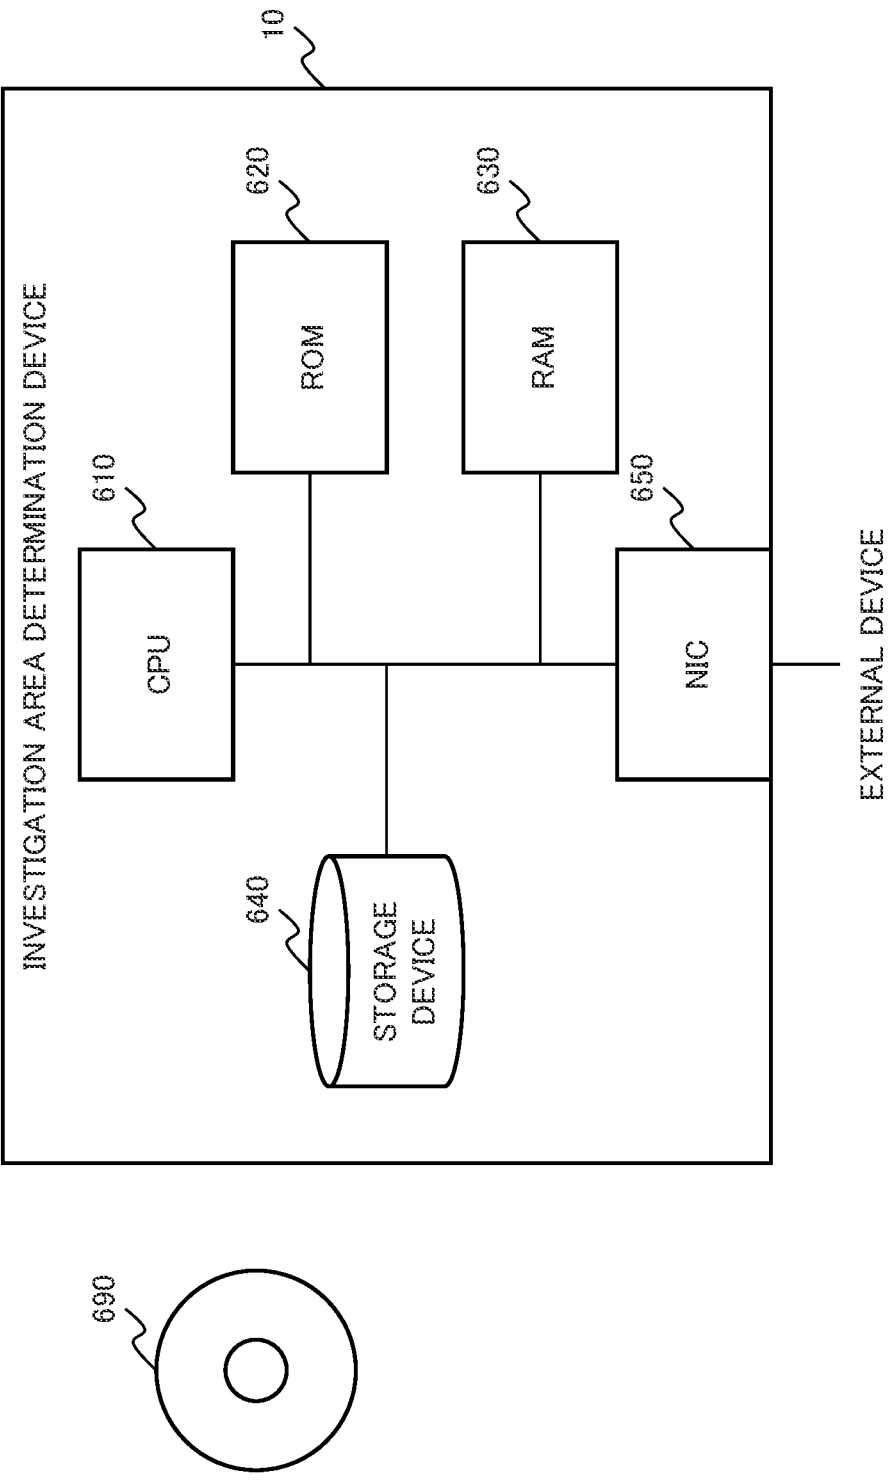 10
INVESTIGATION AREA DETERMINATION DEVICE
610
CPU
620
ROM
640
STORAGE
DEVICE
630
RAM
650
NIC
EXTERNAL DEVICE
690